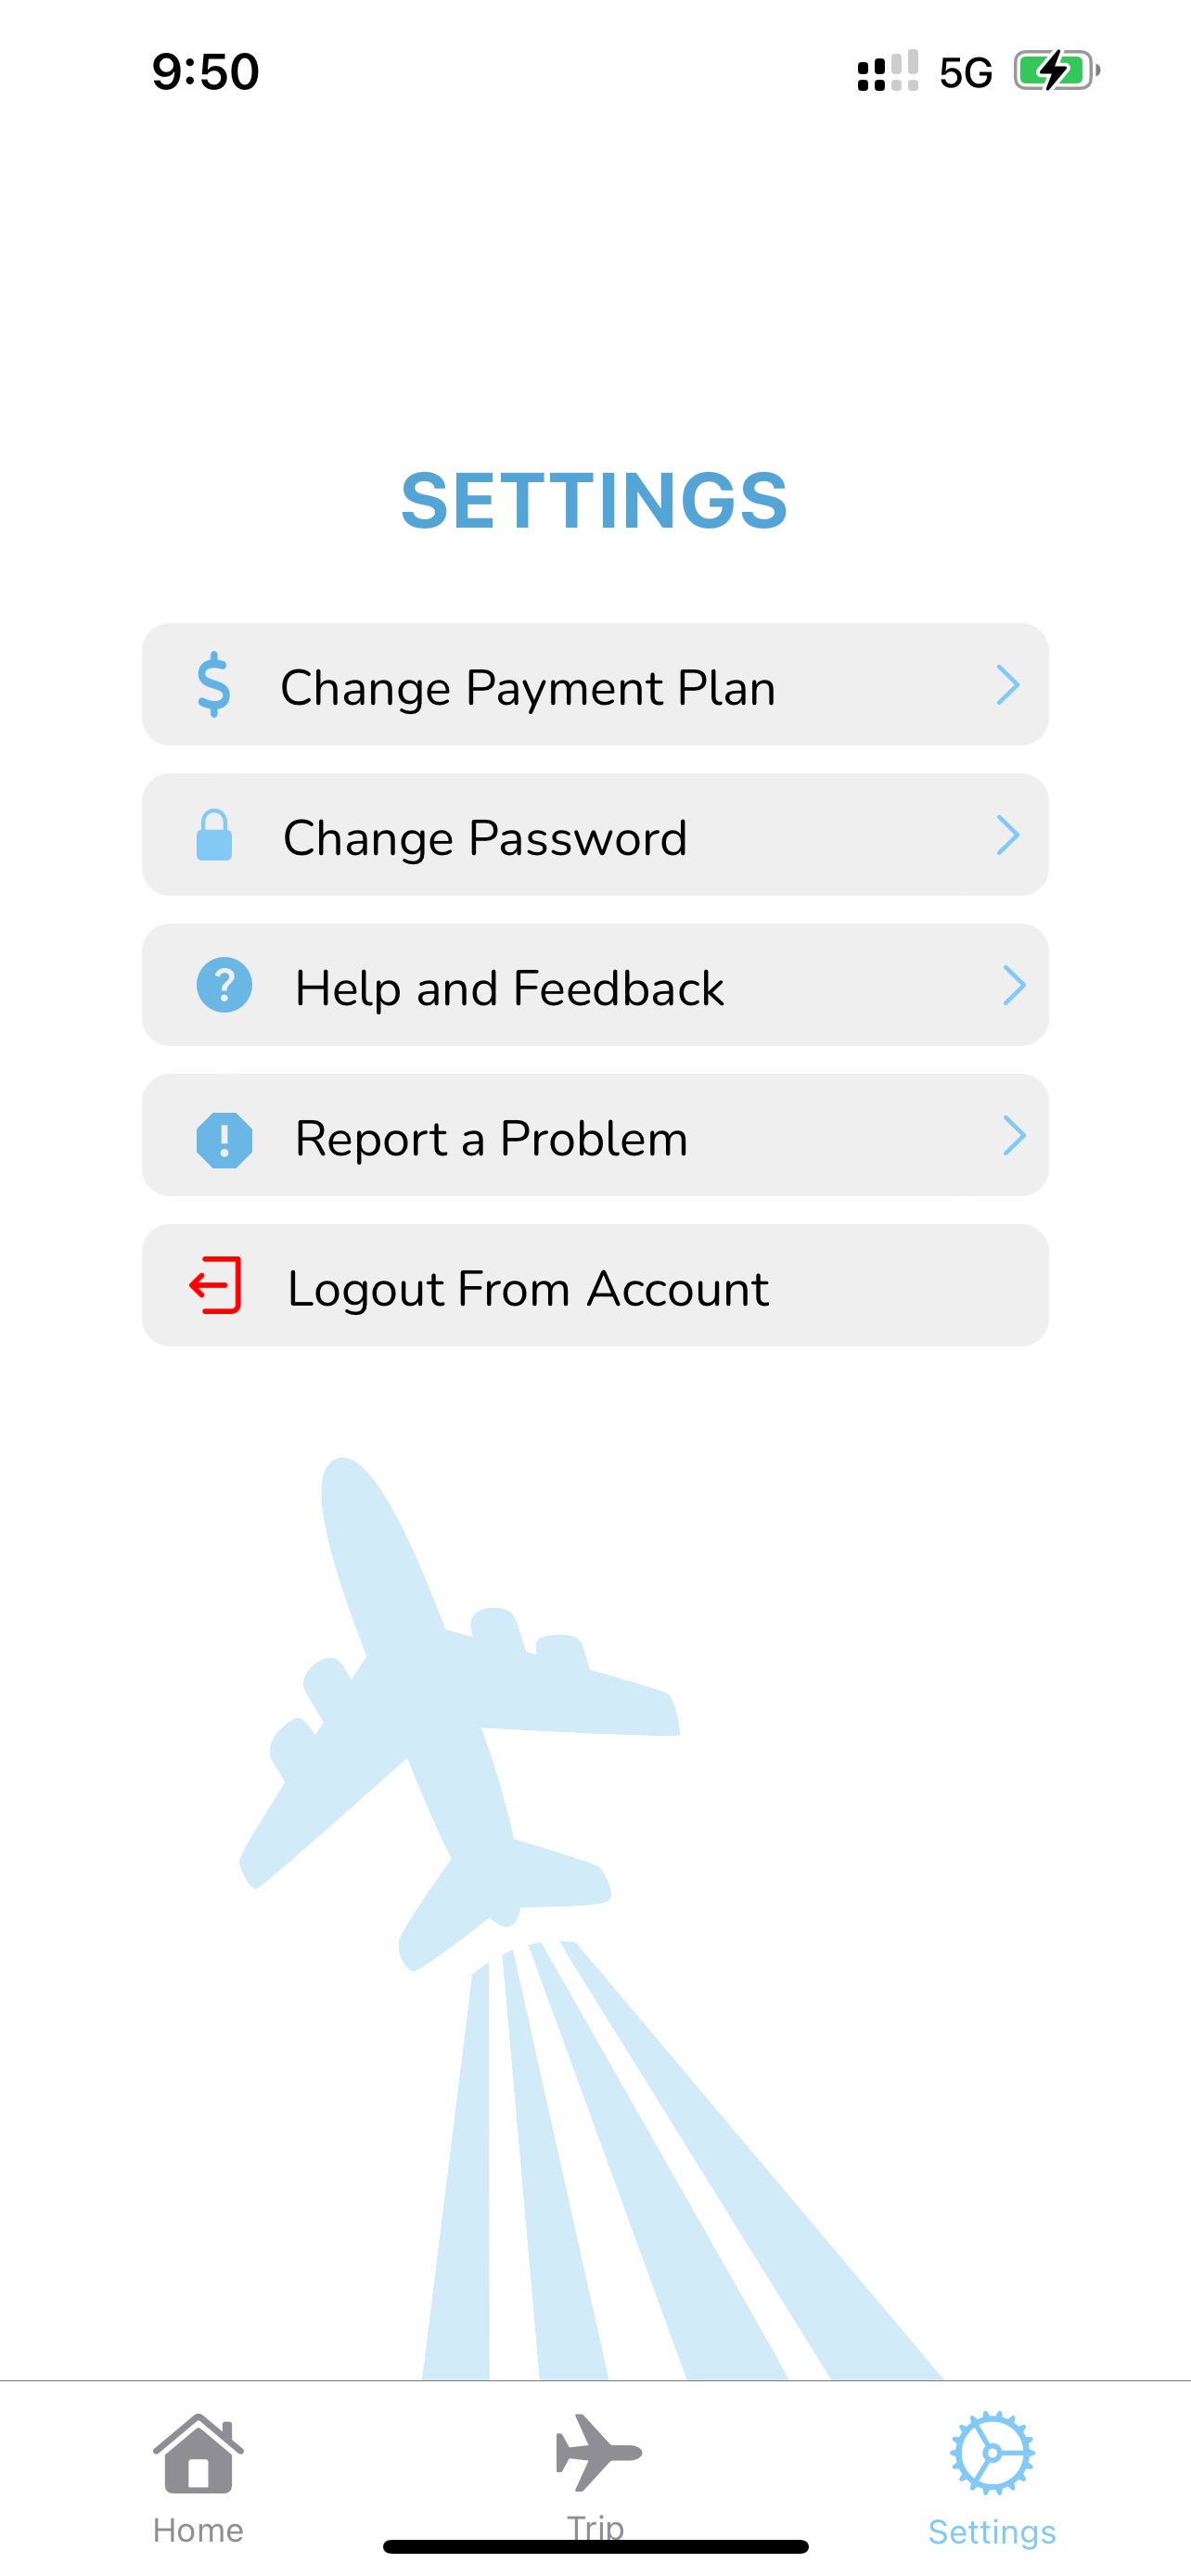 9:50
5G
SETTINGS
$ Change Payment Plan
Change Password
? Help and Feedback
! Report a Problem
Logout From Account
Home
Trip
Settings